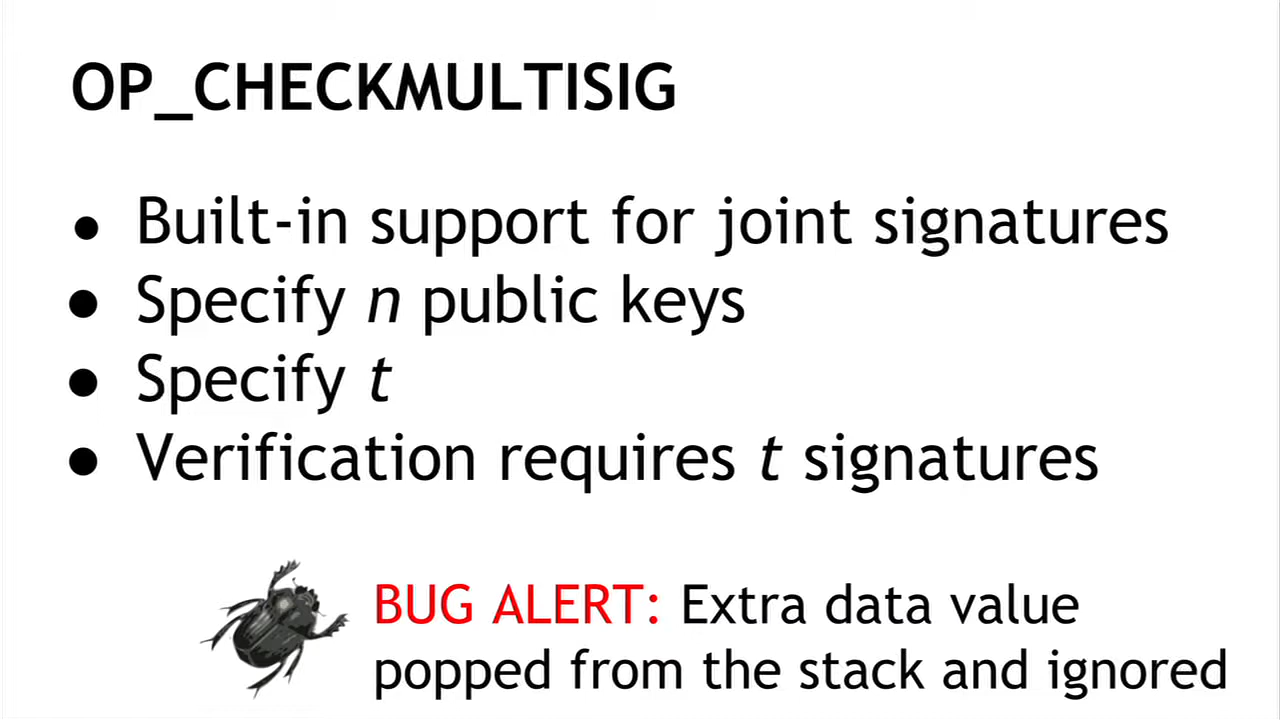 OP_CHECKMULTISIG
● Built-in support for joint signatures
● Specify n public keys
● Specify t
● Verification requires t signatures
BUG ALERT: Extra data value
popped from the stack and ignored